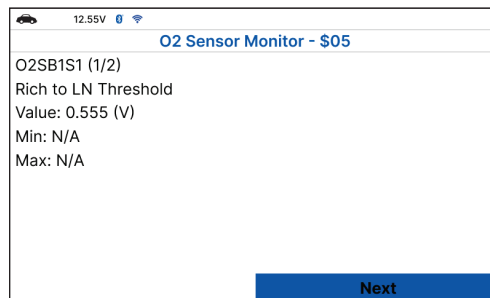 12.55V
O2 Sensor Monitor - $05
O2SB1S1 (1/2)
Rich to LN Threshold
Value: 0.555 (V)
Min: N/A
Max: N/A
Next